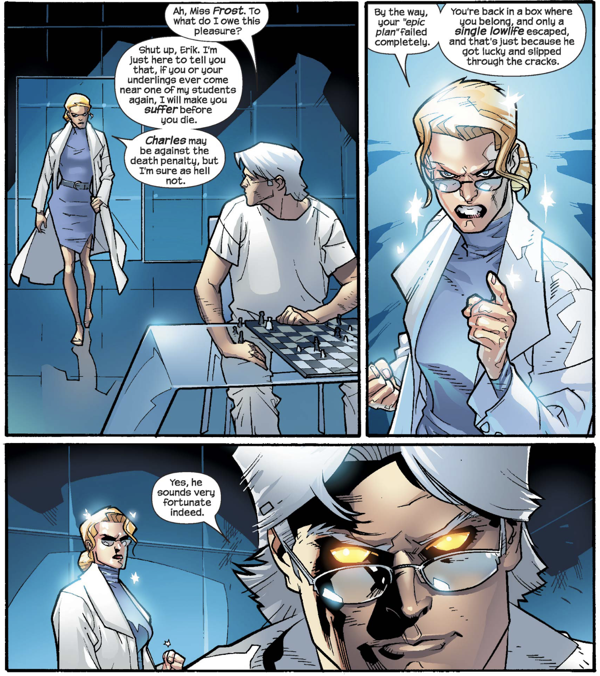 Ah, Miss Frost. To
what do I owe this
pleasure?
Shut up, Erik. I'm
just here to tell you
that, if you or your
underlings ever come
near one of my students
again, I will make you
suffer before
you die.
Charles may
be against the
death penalty, but
I'm sure as hell
not.
By the way,
your "epic
plan" failed
completely.
You're back in a box where
you belong, and only a
single lowlife escaped,
and that's just because he
got lucky and slipped
through the cracks.
Yes, he
sounds very
fortunate
indeed.